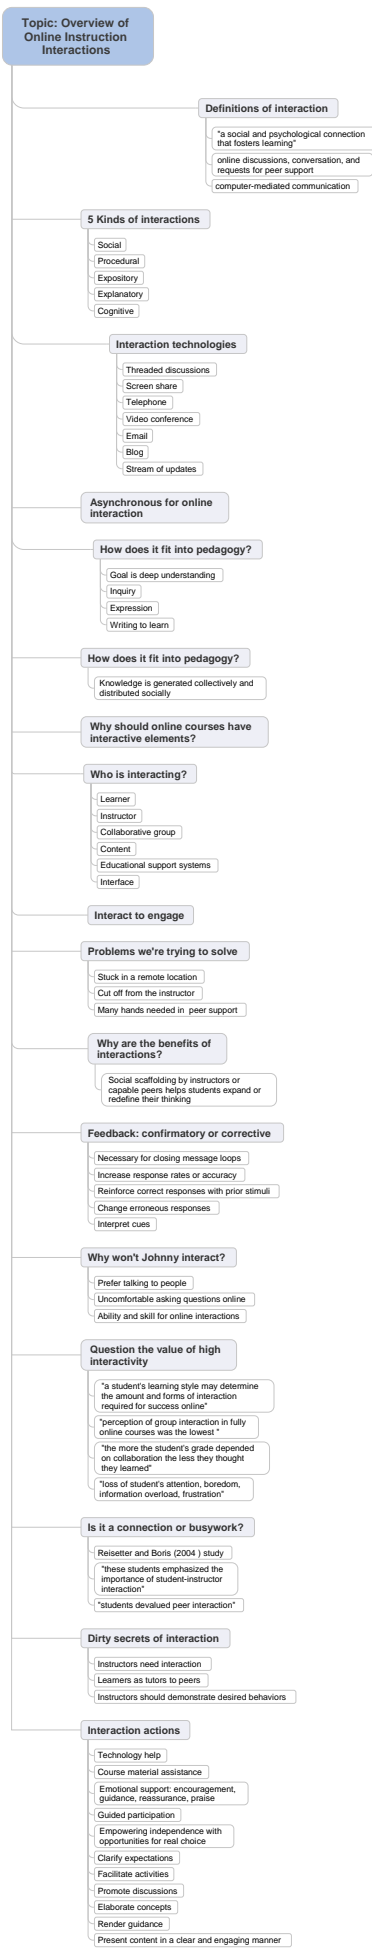 Topic: Overview of
Online Instruction
Interactions
Definitions of interaction
"a social and psychological connection
that fosters learning"
online discussions, conversation, and
requests for peer support
computer-mediated communication
5 Kinds of interactions
Social
Procedural
Expository
Explanatory
Cognitive
Interaction technologies
Threaded discussions
Screen share
Telephone
Video conference
Email
Blog
Stream of updates
Asynchronous for online
interaction
How does it fit into pedagogy?
Goal is deep understanding
Inquiry
Expression
Writing to learn
How does it fit into pedagogy?
Knowledge is generated collectively and
distributed socially
Why should online courses have
interactive elements?
Who is interacting?
Learner
Instructor
Collaborative group
Content
Educational support systems
Interface
Interact to engage
Problems we're trying to solve
Stuck in a remote location
Cut off from the instructor
Many hands needed in peer support
Why are the benefits of
interactions?
Social scaffolding by instructors or
capable peers helps students expand or
redefine their thinking
Feedback: confirmatory or corrective
Necessary for closing message loops
Increase response rates or accuracy
Reinforce correct responses with prior stimuli
Change erroneous responses
Interpret cues
Why won't Johnny interact?
Prefer talking to people
Uncomfortable asking questions online
Ability and skill for online interactions
Question the value of high
interactivity
"a student's learning style may determine
the amount and forms of interaction
required for success online"
"perception of group interaction in fully
online courses was the lowest "
"the more the student's grade depended
on collaboration the less they thought
they learned"
"loss of student's attention, boredom,
information overload, frustration"
Is it a connection or busywork?
Reisetter and Boris (2004 ) study
"these students emphasized the
importance of student-instructor
interaction"
"students devalued peer interaction"
Dirty secrets of interaction
Instructors need interaction
Learners as tutors to peers
Instructors should demonstrate desired behaviors
Interaction actions
Technology help
Course material assistance
Emotional support: encouragement,
guidance, reassurance, praise
Guided participation
Empowering independence with
opportunities for real choice
Clarify expectations
Facilitate activities
Promote discussions
Elaborate concepts
Render guidance
Present content in a clear and engaging manner